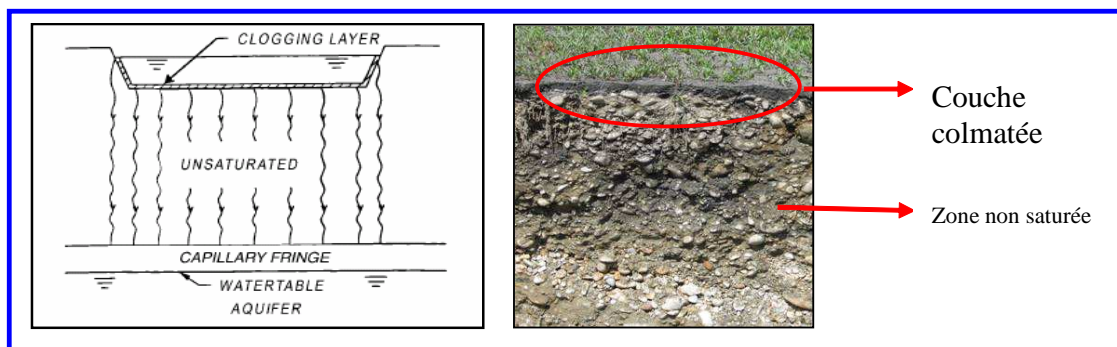 CLOGGING LAYER
UNSATURATED
CAPILLARY FRINGE
WATERTABLE
AQUIFER
Couche
colmatée
Zone non saturée